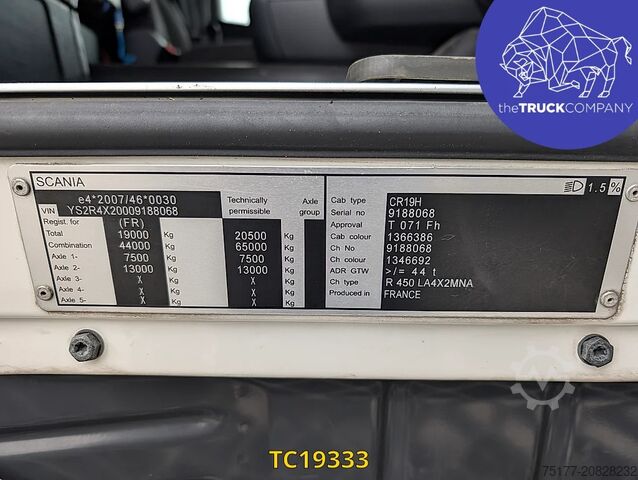 theTRUCKCOMPANY
SCANIA
1.5 %
e4*2007/46*0030
VIN YS2R4X20009188068
Technically permissible
Axle group
Regist. for (FR)
Total 19000 Kg 20500 Kg
Combination 44000 Kg 65000 Kg
Axle 1- 7500 Kg 7500 Kg
Axle 2- 13000 Kg 13000 Kg
Axle 3- X Kg X Kg
Axle 4- X Kg X Kg
Axle 5- X Kg X Kg
Cab type CR19H
Serial no 9188068
Approval T 071 Fh
Cab colour 1366386
Ch No 9188068
Ch colour 1346692
ADR GTW >/= 44 t
Ch type R 450 LA4X2MNA
Produced in FRANCE
TC19333
75177-20828232